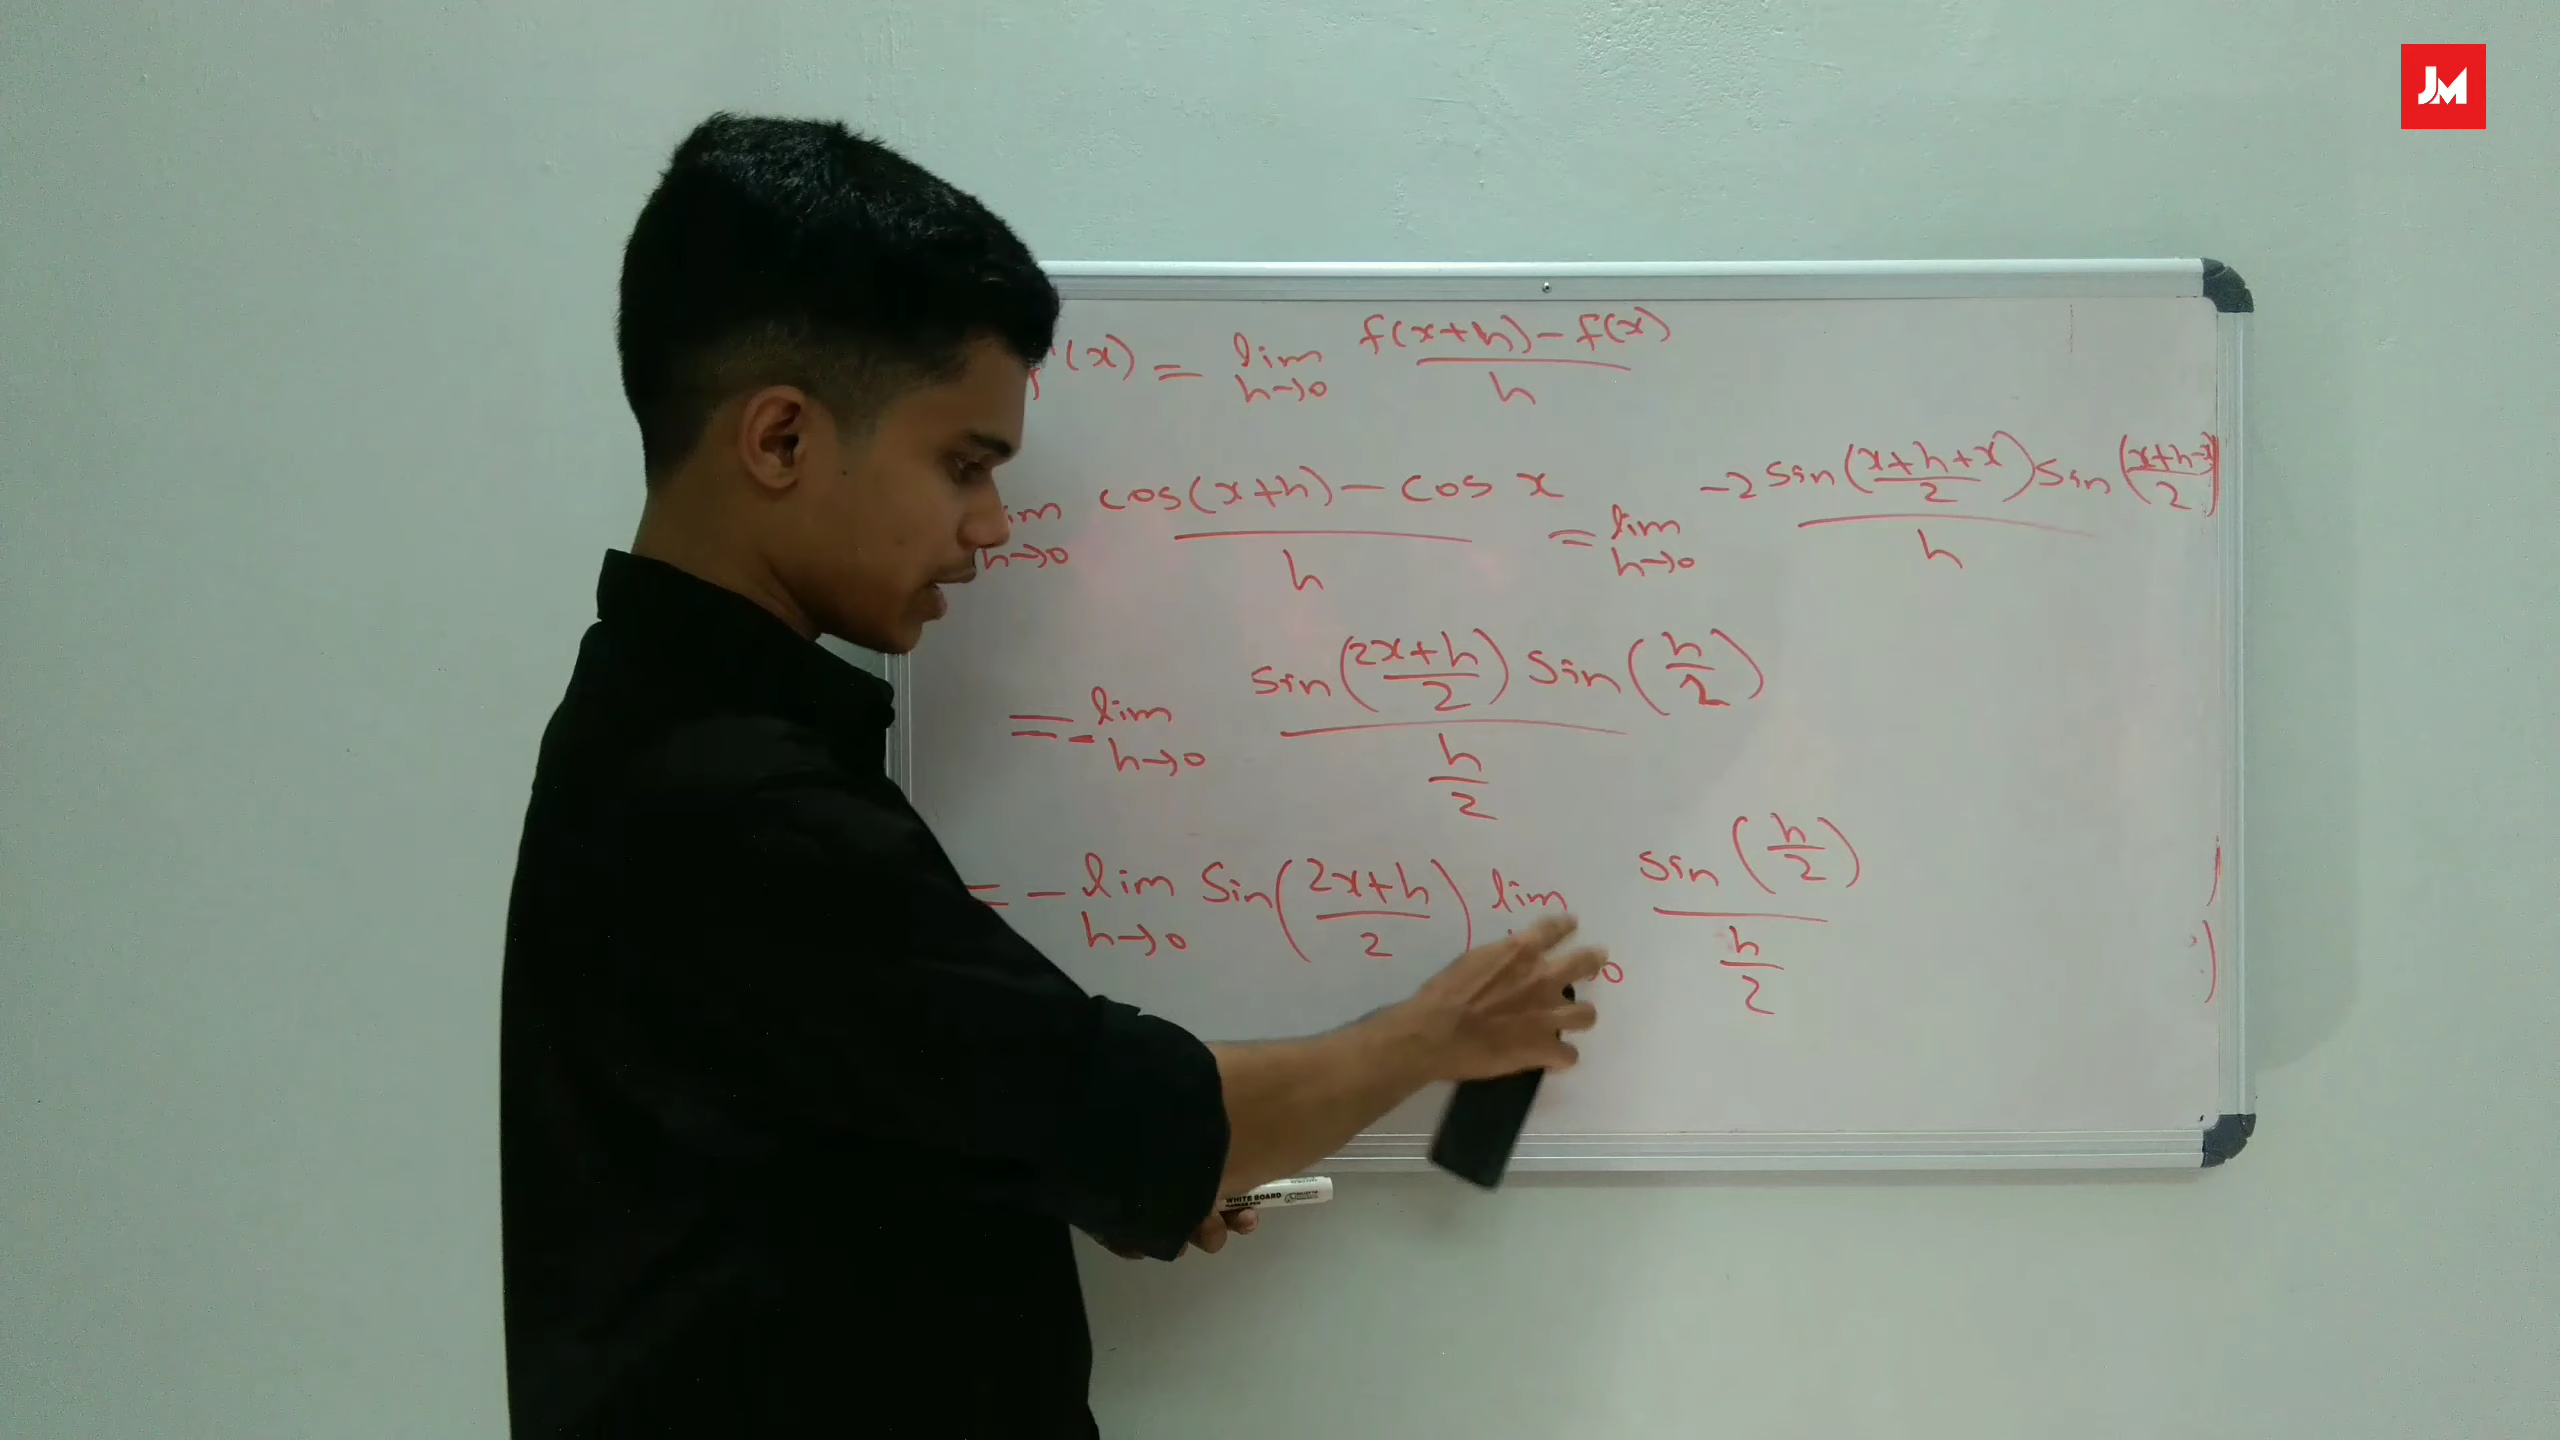 JM
f'(x) = lim h→0 f(x+h) - f(x) / h
lim h→0 cos(x+h) - cos x / h = lim h→0 -2 sin((x+h+x)/2) sin((x+h-x)/2) / h
= - lim h→0 sin((2x+h)/2) sin(h/2) / (h/2)
= - lim h→0 sin((2x+h)/2) lim →0 sin(h/2) / (h/2)
WHITE BOARD